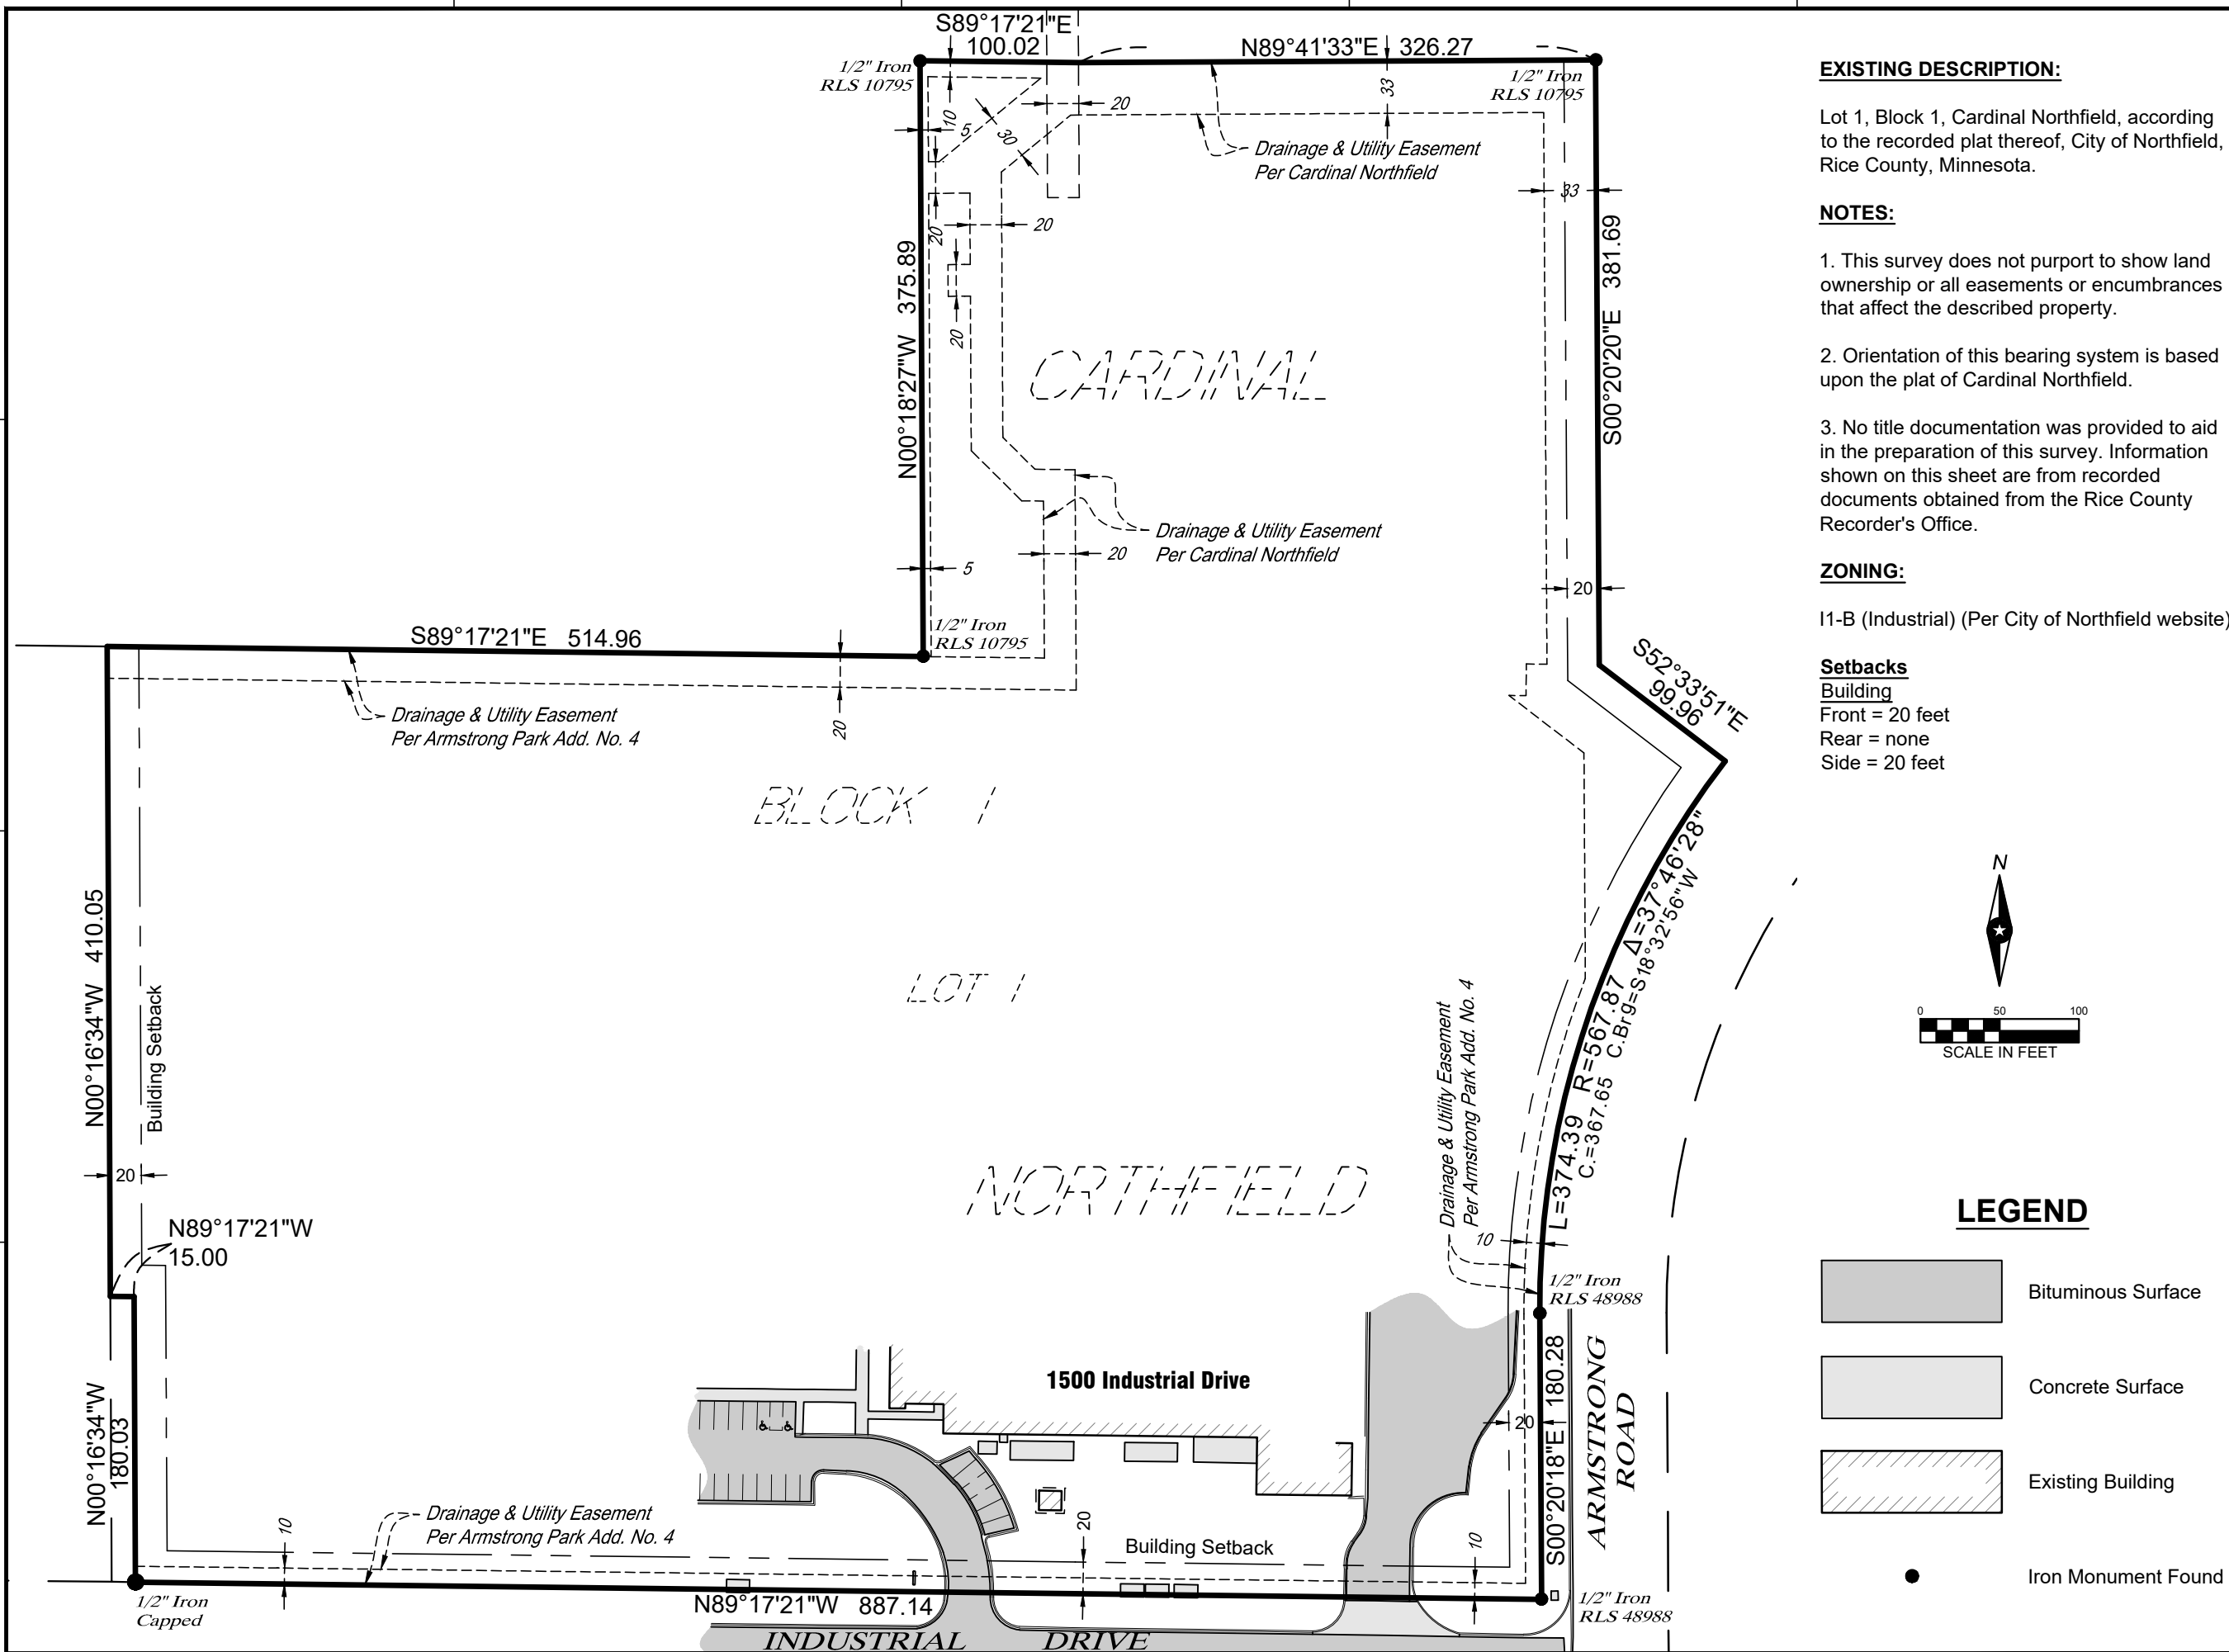 S89°17'21"E
100.02
N89°41'33"E 326.27
1/2" Iron
RLS 10795
1/2" Iron
RLS 10795
10
5
30
20
33
33
Drainage & Utility Easement
Per Cardinal Northfield
20
20
20
N00°18'27"W 375.89
S00°20'20"E 381.69
CARDINAL
Drainage & Utility Easement
Per Cardinal Northfield
20
5
20
1/2" Iron
RLS 10795
S89°17'21"E 514.96
Drainage & Utility Easement
Per Armstrong Park Add. No. 4
20
S52°33'51"E
99.96
BLOCK 1
LOT 1
NORTHFIELD
N00°16'34"W 410.05
Building Setback
20
N89°17'21"W
15.00
Drainage & Utility Easement
Per Armstrong Park Add. No. 4
10
L=374.39 R=567.87 Δ=37°46'28"
C.=367.65 C.Brg=S18°32'56"W
1/2" Iron
RLS 48988
1500 Industrial Drive
S00°20'18"E 180.28
20
ARMSTRONG
ROAD
N00°16'34"W
180.03
10
Drainage & Utility Easement
Per Armstrong Park Add. No. 4
20
Building Setback
10
1/2" Iron
Capped
N89°17'21"W 887.14
1/2" Iron
RLS 48988
INDUSTRIAL DRIVE
EXISTING DESCRIPTION:
Lot 1, Block 1, Cardinal Northfield, according
to the recorded plat thereof, City of Northfield,
Rice County, Minnesota.
NOTES:
1. This survey does not purport to show land
ownership or all easements or encumbrances
that affect the described property.
2. Orientation of this bearing system is based
upon the plat of Cardinal Northfield.
3. No title documentation was provided to aid
in the preparation of this survey. Information
shown on this sheet are from recorded
documents obtained from the Rice County
Recorder's Office.
ZONING:
I1-B (Industrial) (Per City of Northfield website)
Setbacks
Building
Front = 20 feet
Rear = none
Side = 20 feet
N
0 50 100
SCALE IN FEET
LEGEND
Bituminous Surface
Concrete Surface
Existing Building
Iron Monument Found